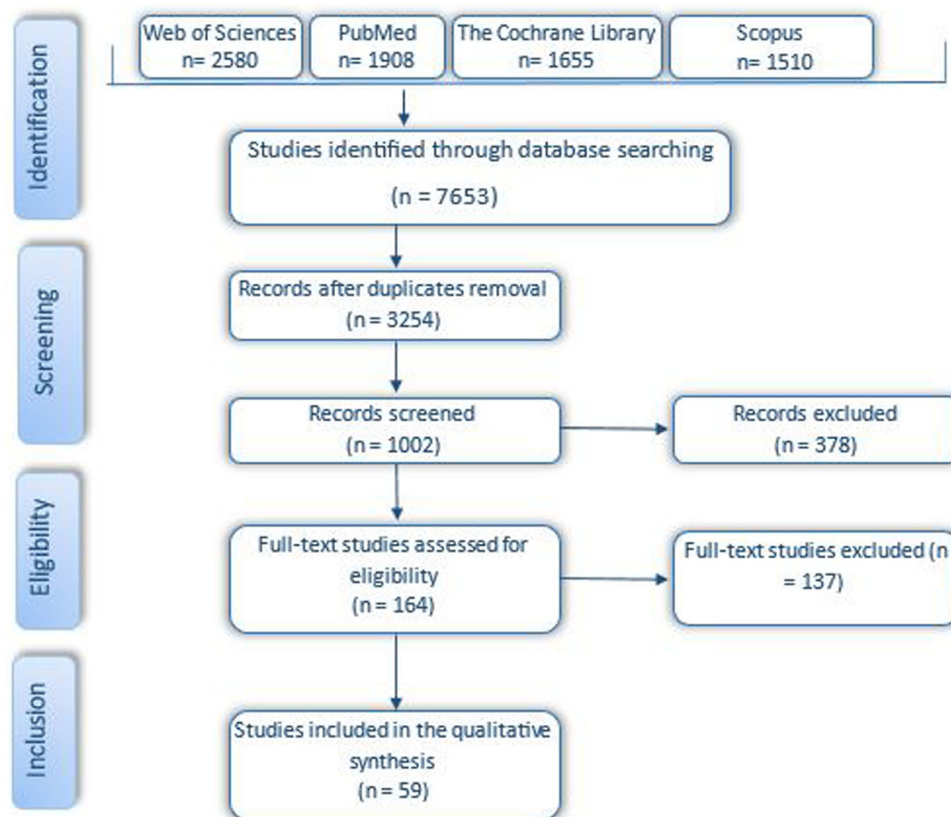 Identification
Web of Sciences
n= 2580
PubMed
n= 1908
The Cochrane Library
n= 1655
Scopus
n= 1510
Studies identified through database searching
(n = 7653)
Screening
Records after duplicates removal
(n = 3254)
Records screened
(n = 1002)
Records excluded
(n = 378)
Eligibility
Full-text studies assessed for
eligibility
(n = 164)
Full-text studies excluded (n
= 137)
Inclusion
Studies included in the qualitative
synthesis
(n = 59)